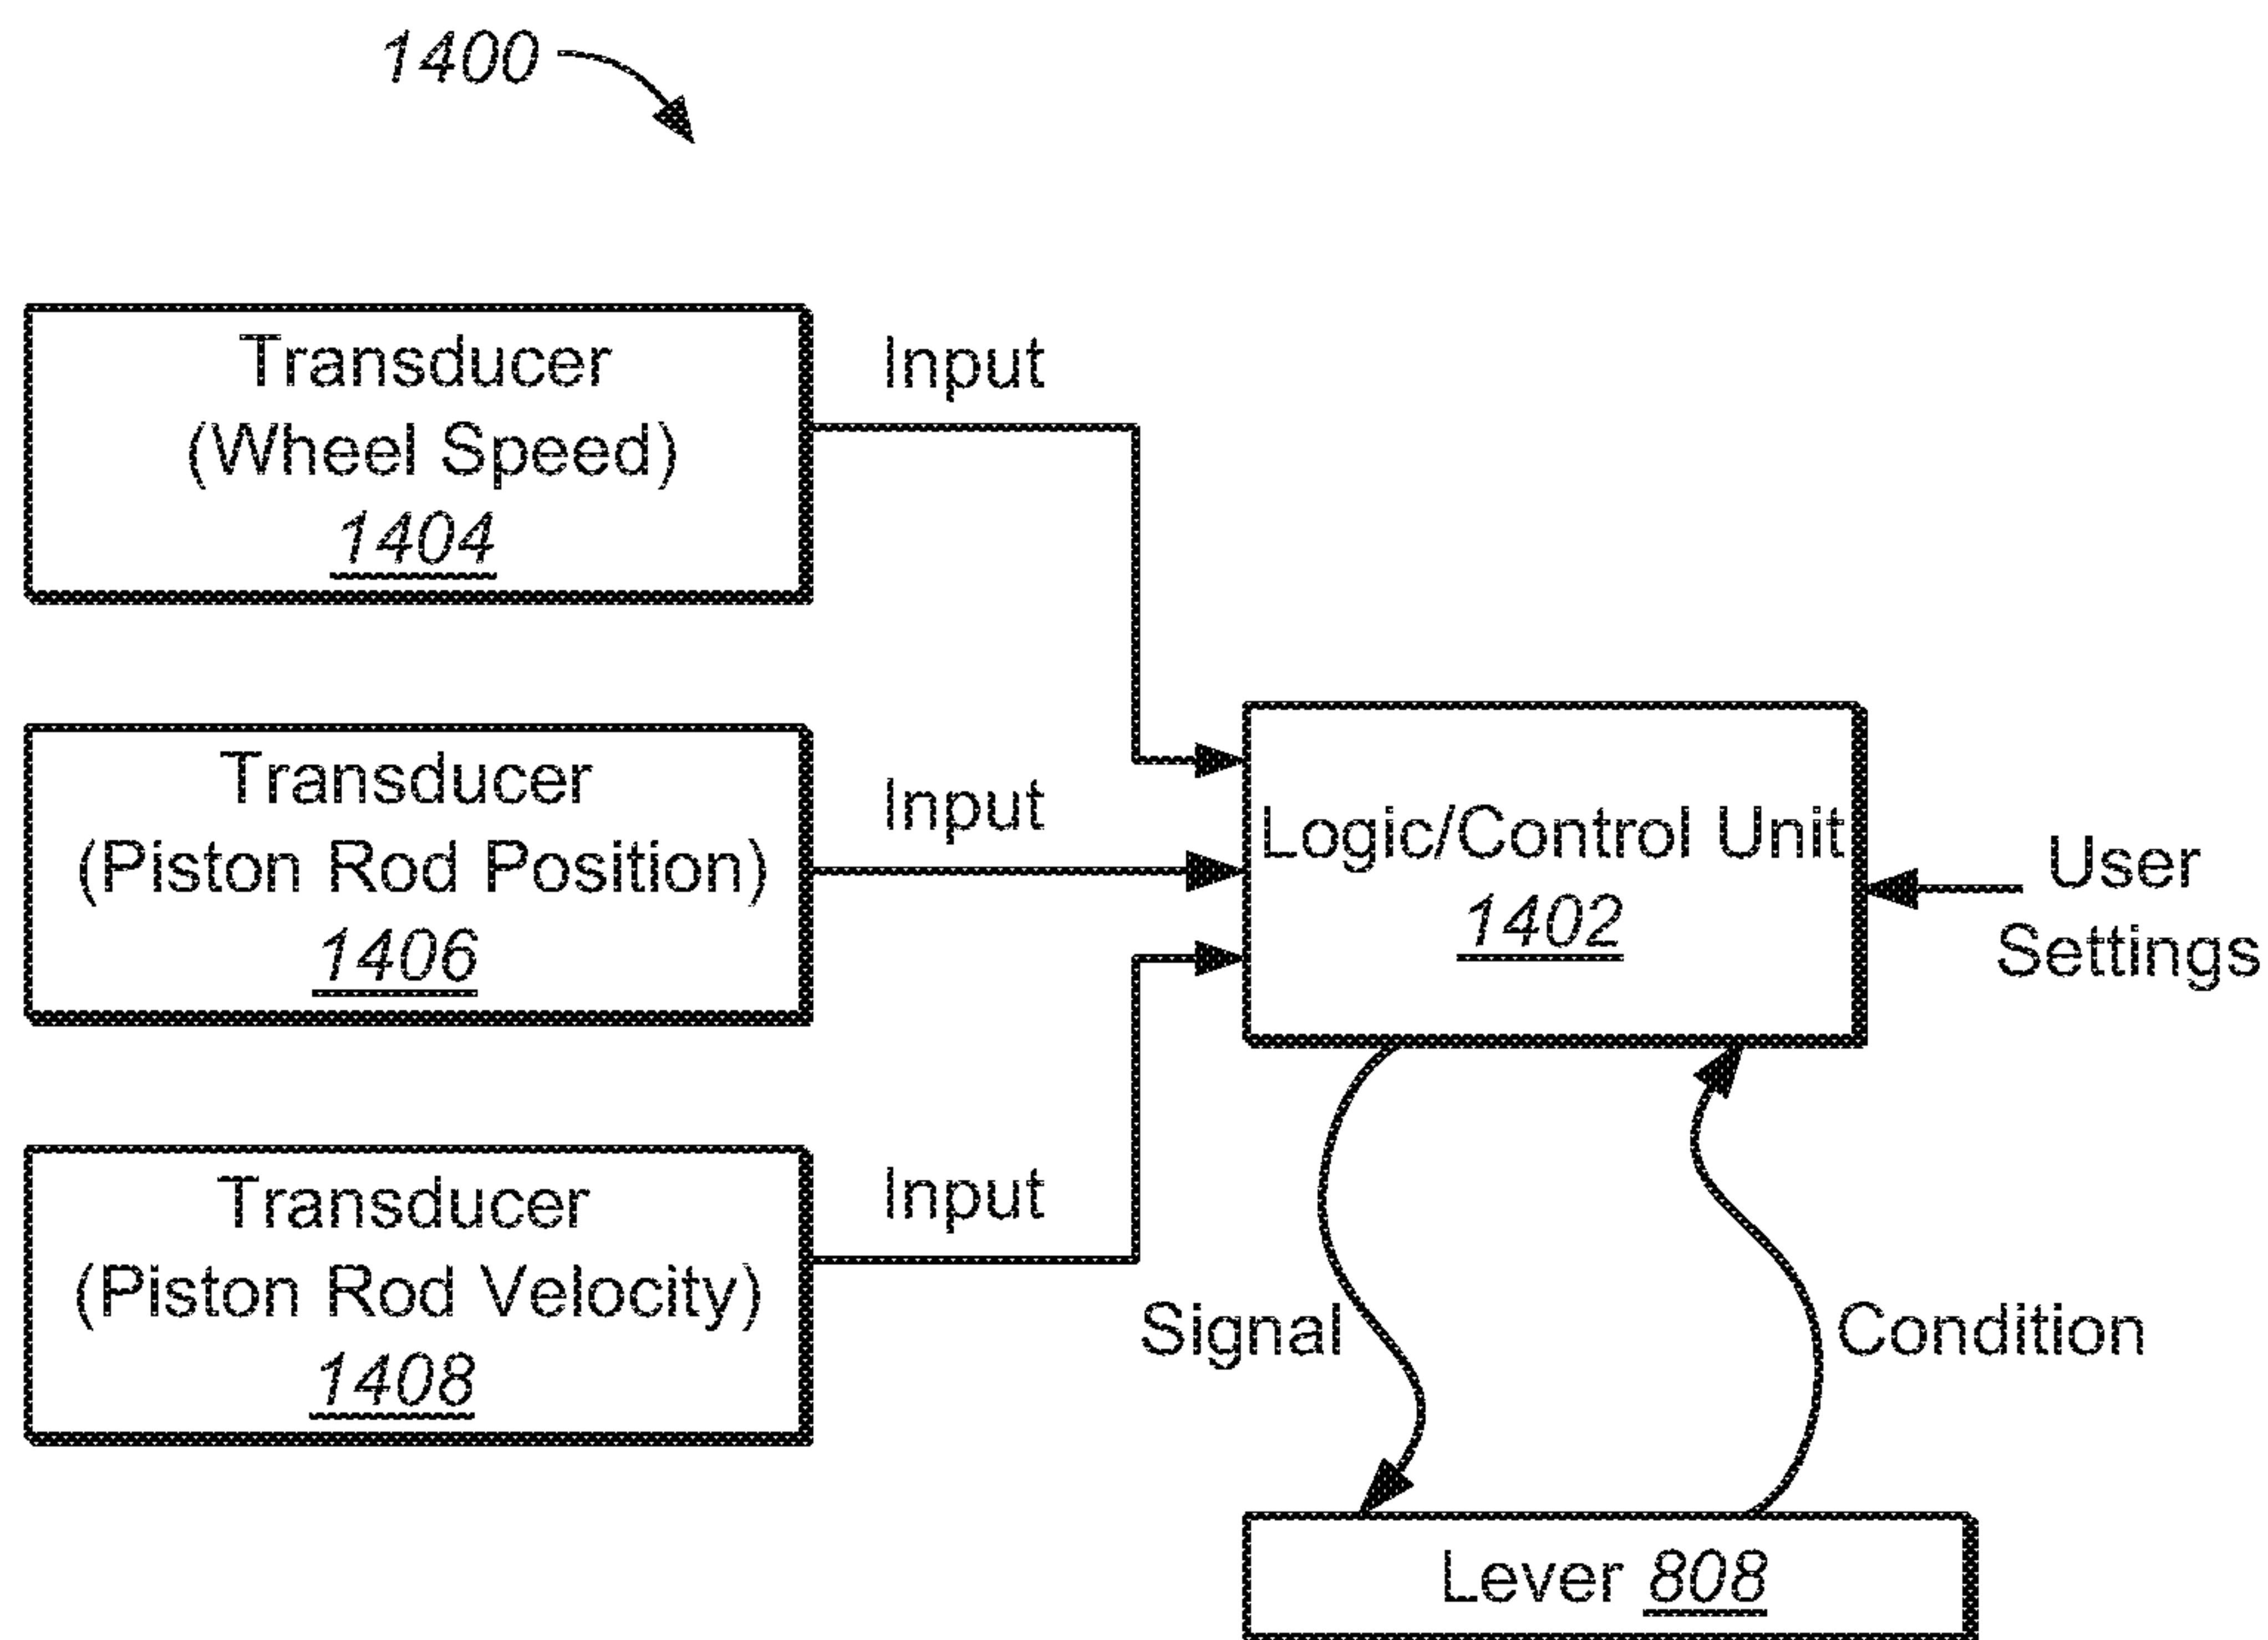 1400
Transducer
(Wheel Speed)
1404
Input
Transducer
(Piston Rod Position)
1406
Input
Logic/Control Unit
1402
User
Settings
Transducer
(Piston Rod Velocity)
1408
Input
Signal
Condition
Lever 808